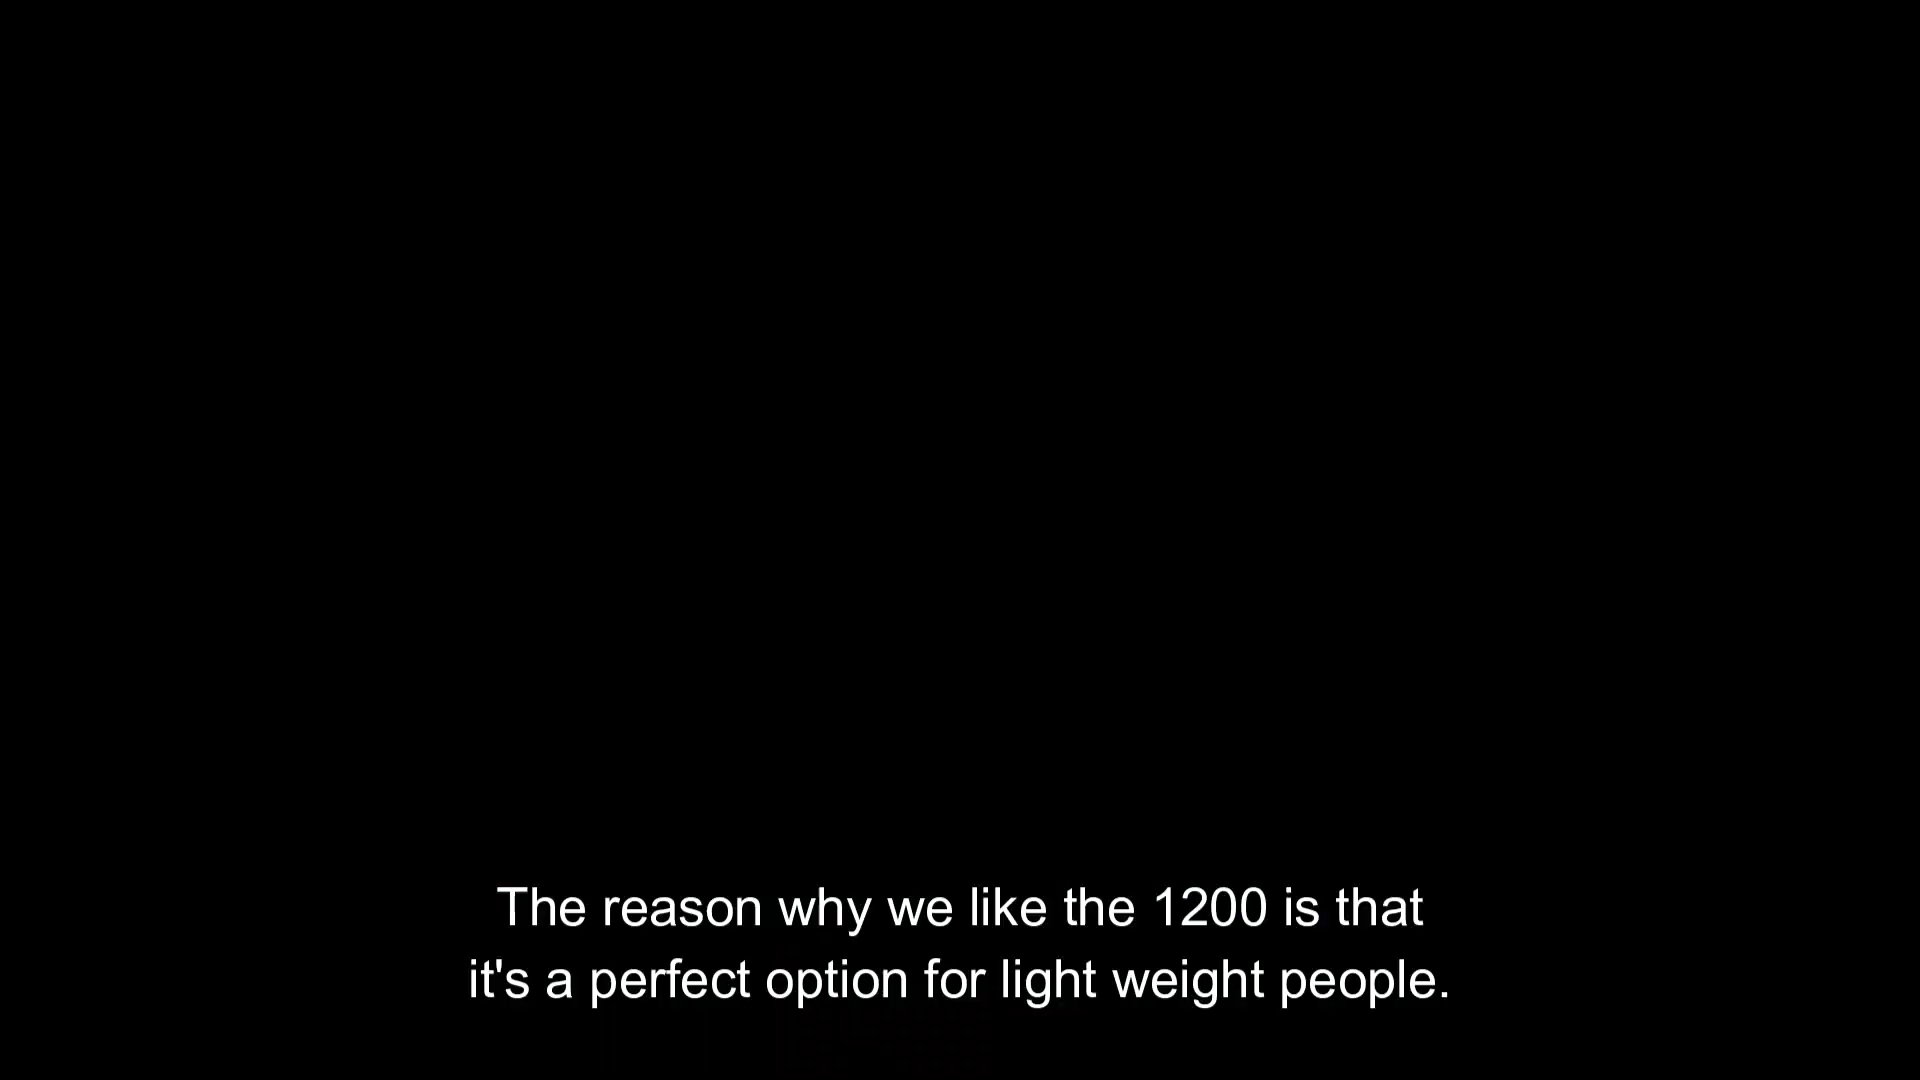 The reason why we like the 1200 is that
it's a perfect option for light weight people.